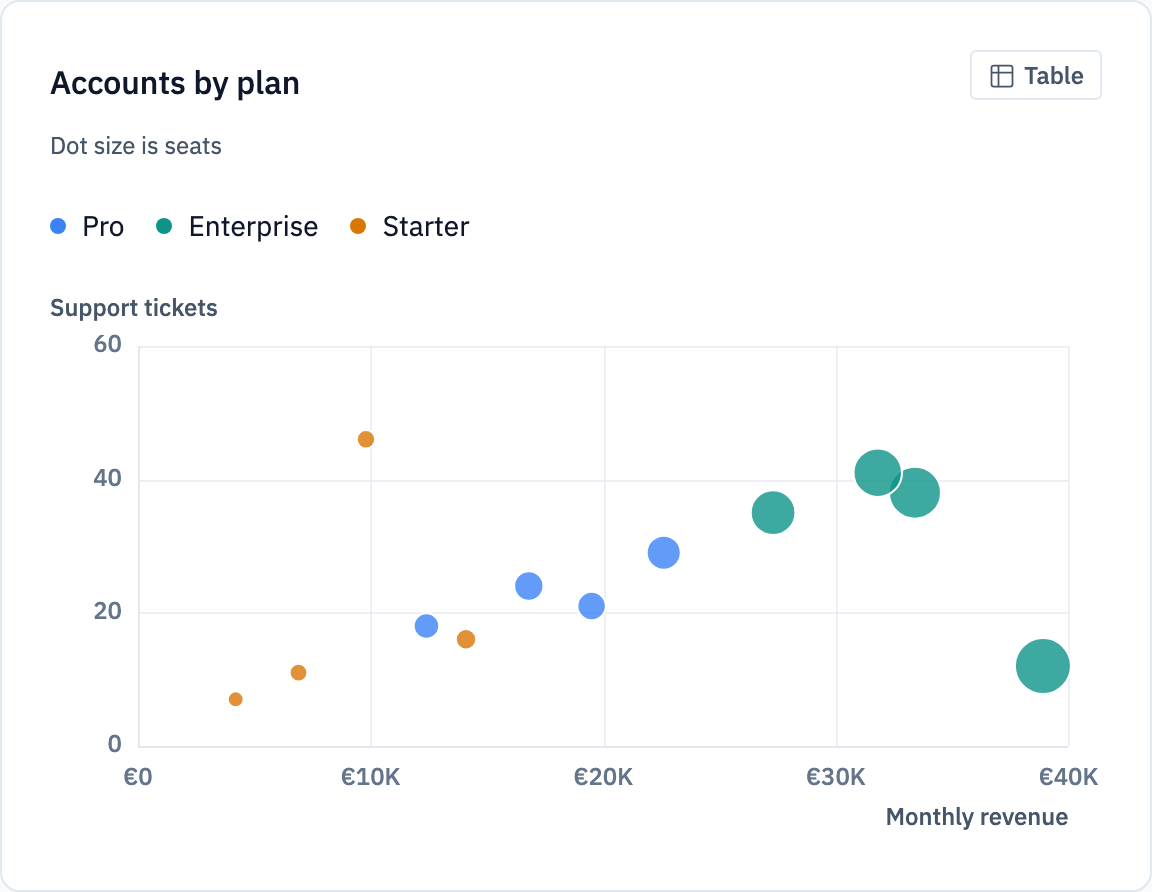 Accounts by plan
Table
Dot size is seats
Pro
Enterprise
Starter
Support tickets
60
40
20
0
€0
€10K
€20K
€30K
€40K
Monthly revenue